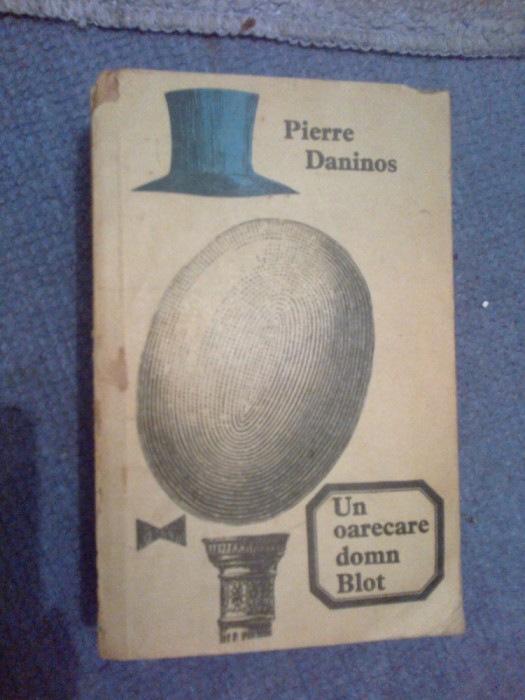 Pierre
Daninos
Un
oarecare
domn
Blot